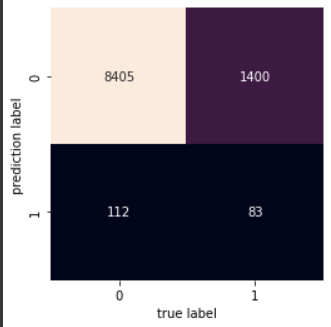 prediction label
0
8405 1400
1
112 83
0 1
true label